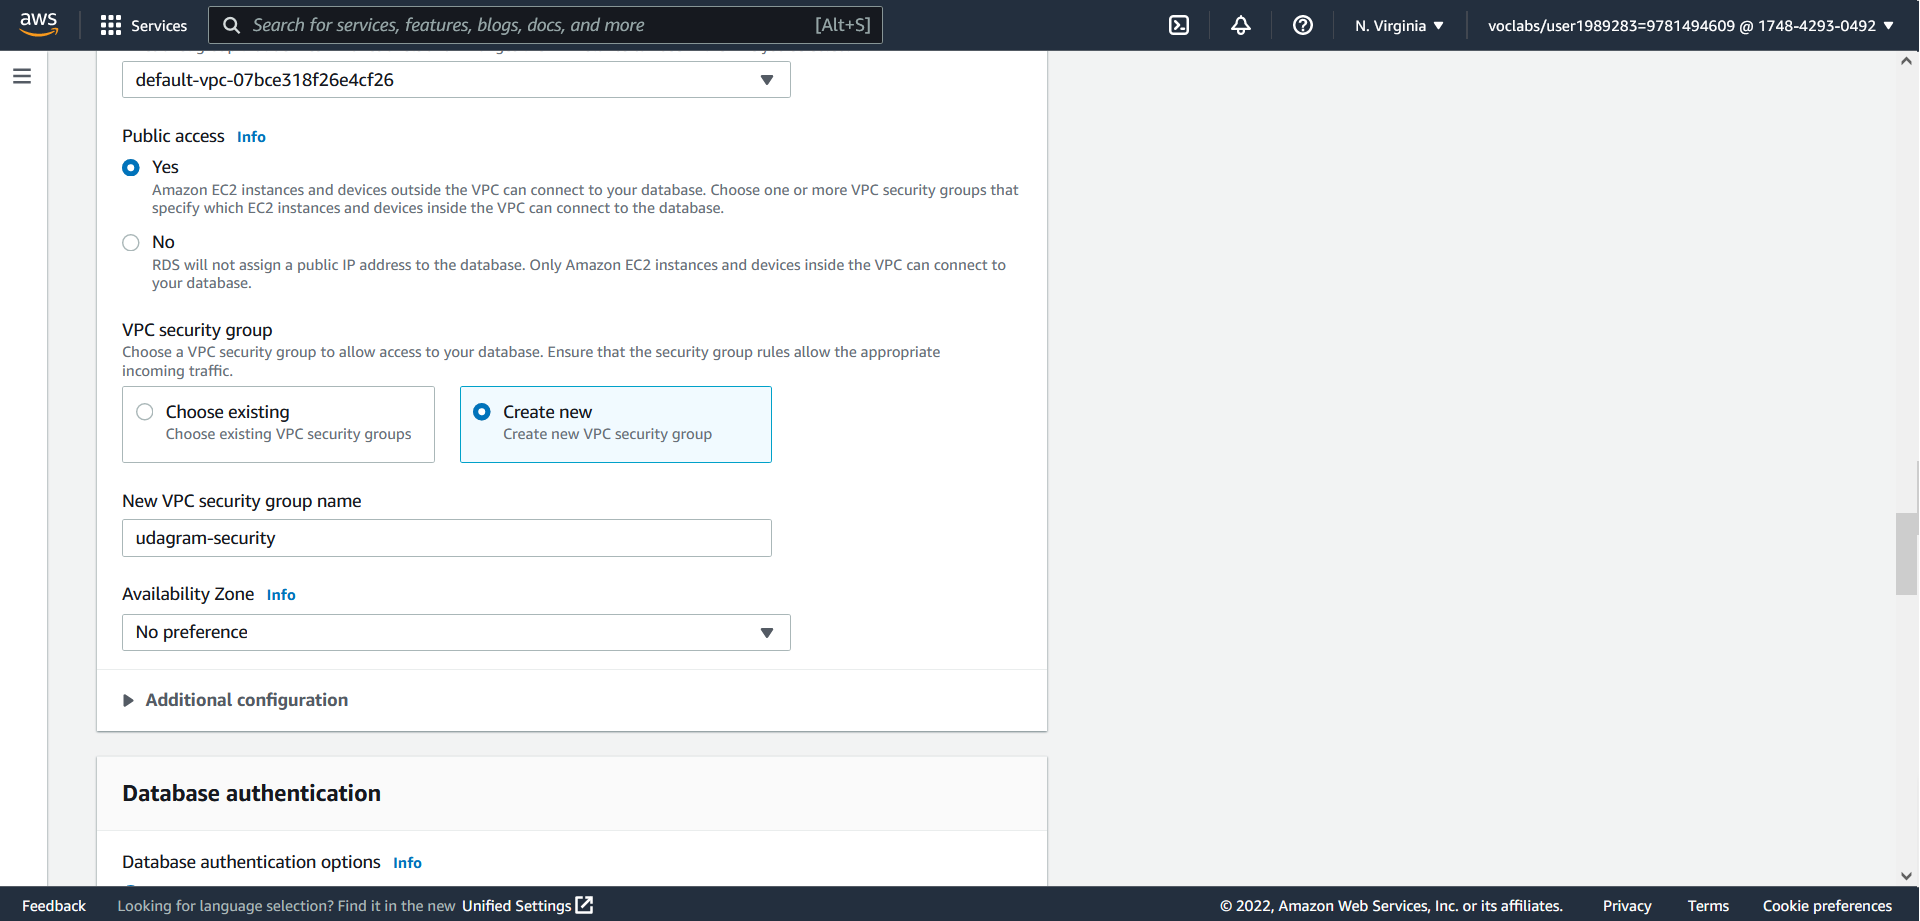 aws
Services
Search for services, features, blogs, docs, and more
[Alt+S]
N. Virginia
voclabs/user1989283=9781494609 @ 1748-4293-0492
default-vpc-07bce318f26e4cf26
Public access Info
Yes
Amazon EC2 instances and devices outside the VPC can connect to your database. Choose one or more VPC security groups that
specify which EC2 instances and devices inside the VPC can connect to the database.
No
RDS will not assign a public IP address to the database. Only Amazon EC2 instances and devices inside the VPC can connect to
your database.
VPC security group
Choose a VPC security group to allow access to your database. Ensure that the security group rules allow the appropriate
incoming traffic.
Choose existing
Choose existing VPC security groups
Create new
Create new VPC security group
New VPC security group name
udagram-security
Availability Zone Info
No preference
Additional configuration
Database authentication
Database authentication options Info
Feedback
Looking for language selection? Find it in the new Unified Settings
© 2022, Amazon Web Services, Inc. or its affiliates.
Privacy
Terms
Cookie preferences